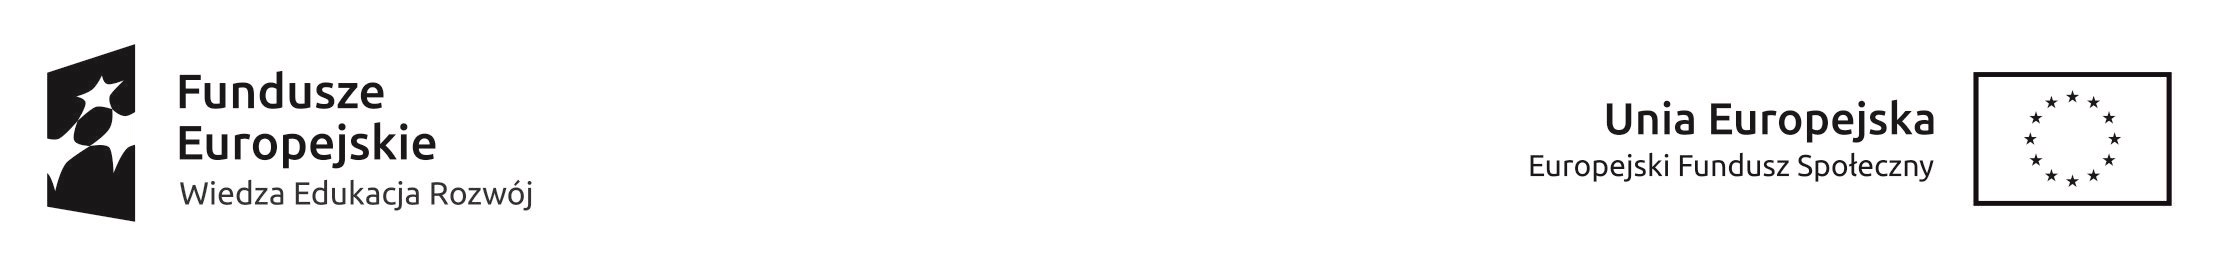 Fundusze
Europejskie
Wiedza Edukacja Rozwój
Unia Europejska
Europejski Fundusz Społeczny